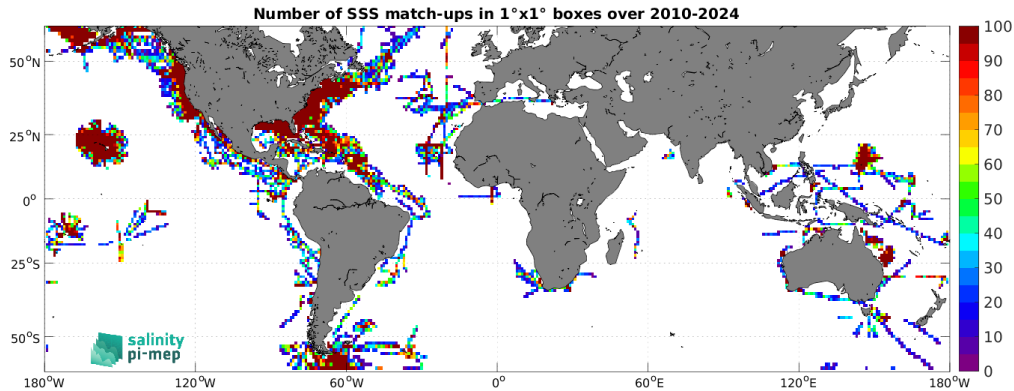 Number of SSS match-ups in 1°x1° boxes over 2010-2024
50°N
25°N
0°
25°S
50°S
180°W
120°W
60°W
0°
60°E
120°E
180°W
100
90
80
70
60
50
40
30
20
10
0
salinity
pi-mep